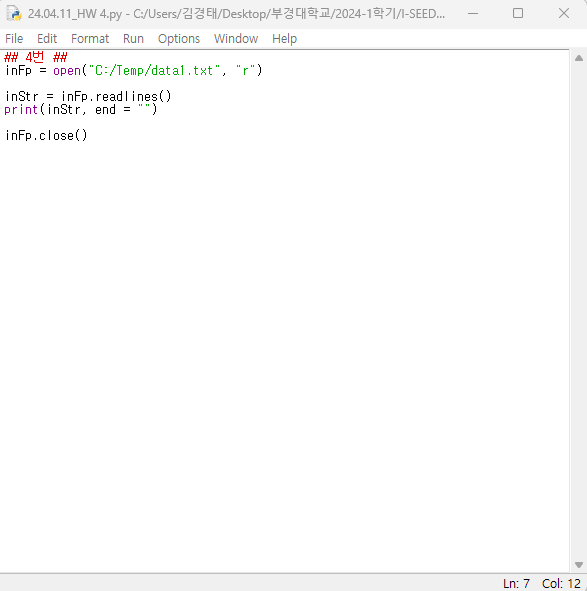 24.04.11_HW 4.py - C:/Users/김경태/Desktop/부경대학교/2024-1학기/I-SEED...
File Edit Format Run Options Window Help
## 4번 ##
inFp = open("C:/Temp/data1.txt", "r")
inStr = inFp.readlines()
print(inStr, end = "")
inFp.close()
Ln: 7 Col: 12